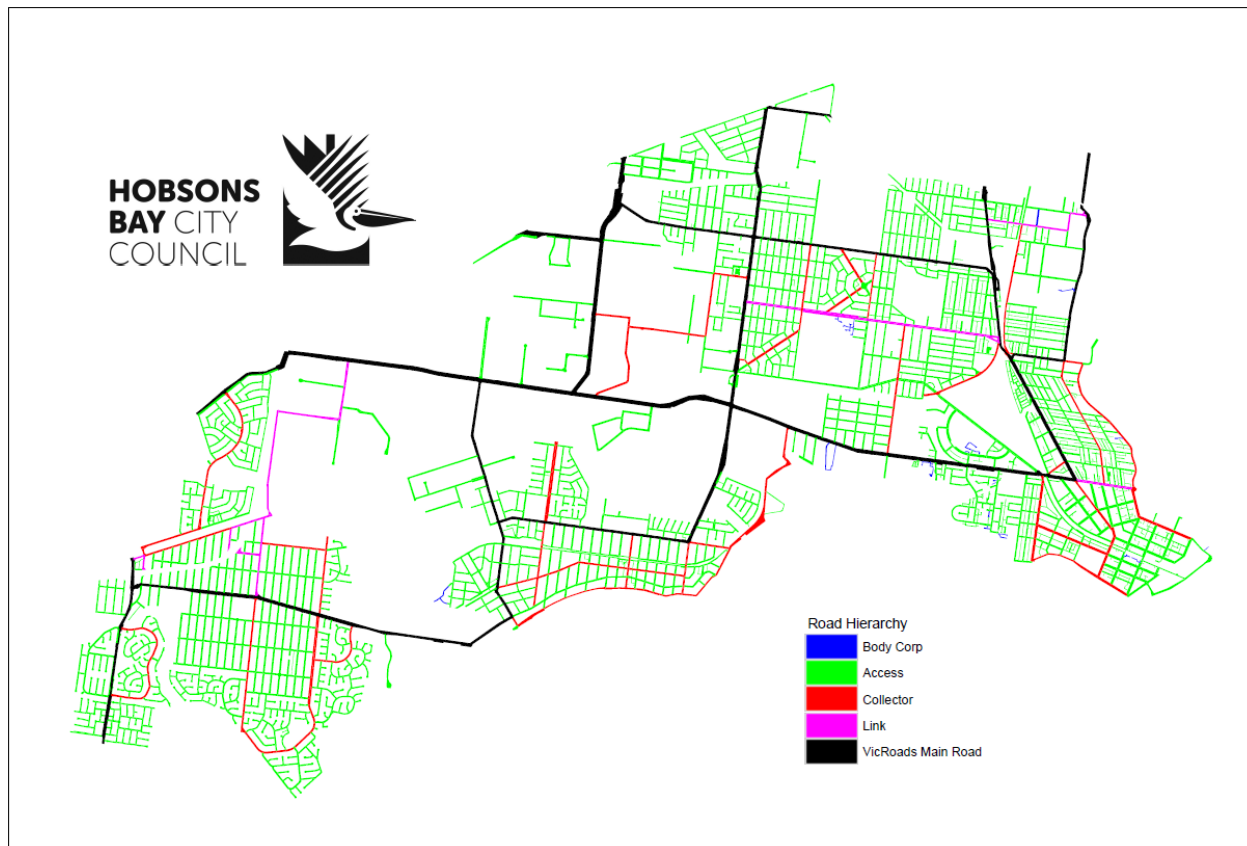 HOBSONS
BAY CITY
COUNCIL
Road Hierarchy
Body Corp
Access
Collector
Link
VicRoads Main Road